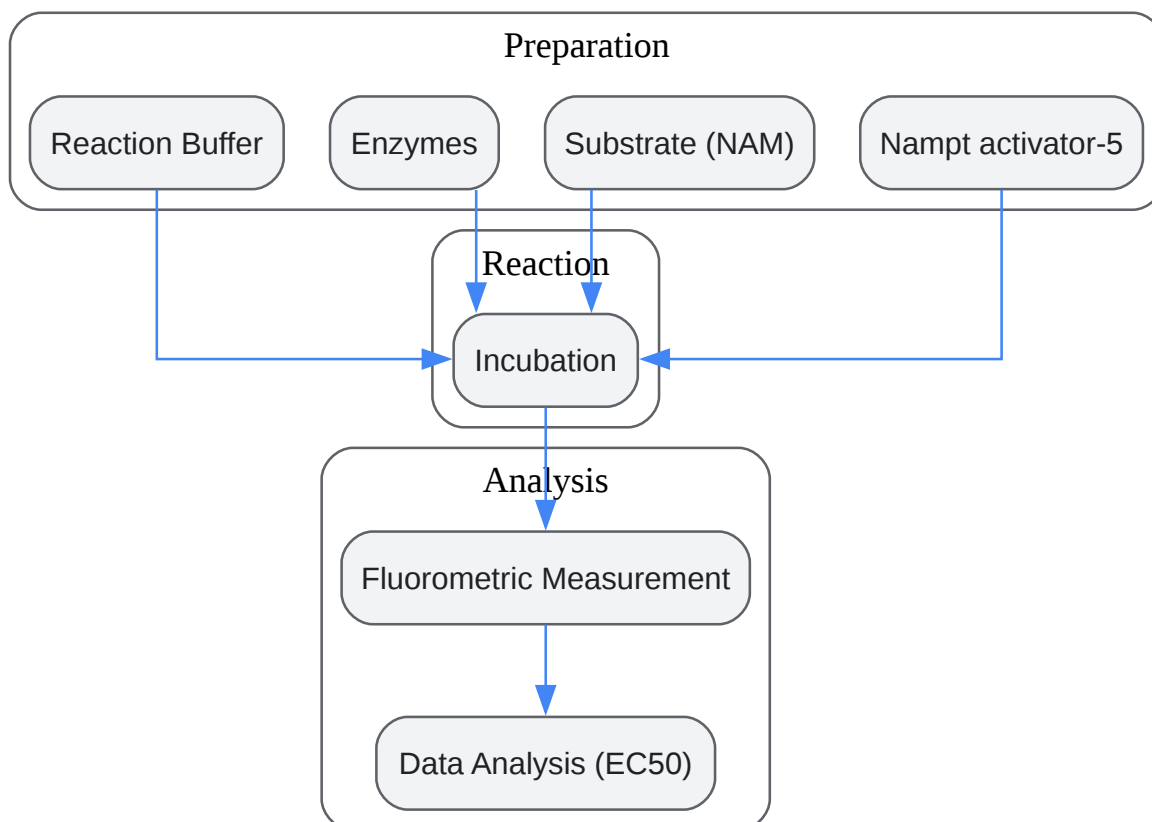 Preparation
Reaction Buffer
Enzymes
Substrate (NAM)
Nampt activator-5
Reaction
Incubation
Analysis
Fluorometric Measurement
Data Analysis (EC50)